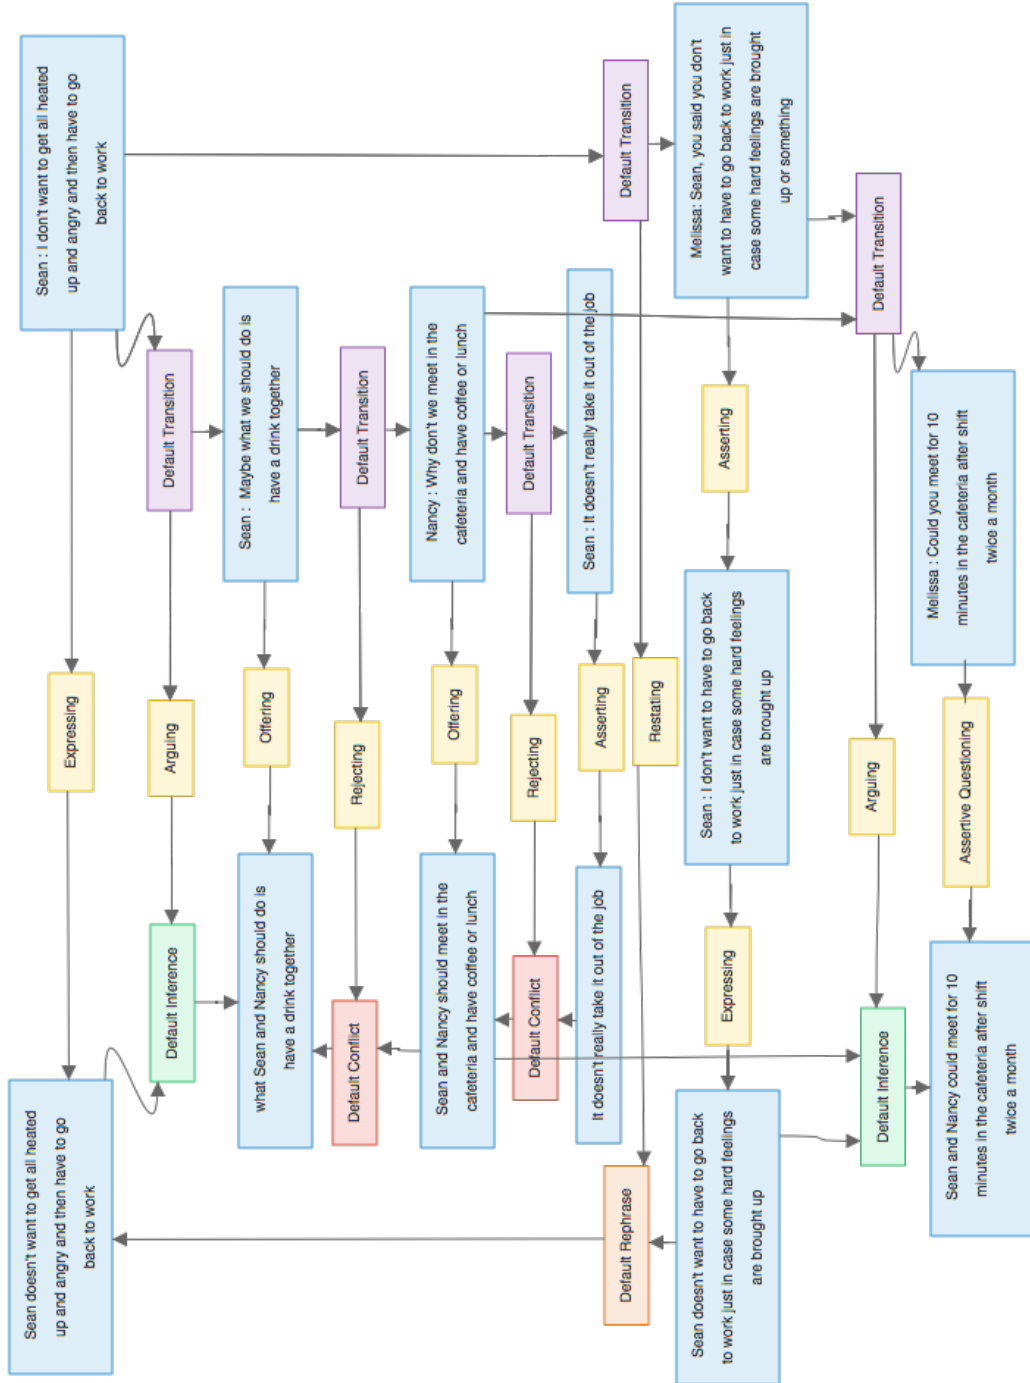 Sean doesn't want to get all heated
up and angry and then have to go
back to work
Expressing
Sean : I don't want to get all heated
up and angry and then have to go
back to work
Default Inference
Arguing
Default Transition
what Sean and Nancy should do is
have a drink together
Offering
Sean :  Maybe what we should do is
have a drink together
Default Conflict
Rejecting
Default Transition
Sean and Nancy should meet in the
cafeteria and have coffee or lunch
Offering
Nancy : Why don't we meet in the
cafeteria and have coffee or lunch
Default Conflict
Rejecting
Default Transition
It doesn't really take it out of the job
Asserting
Sean : It doesn't really take it out of the job
Default Rephrase
Restating
Default Transition
Sean doesn't want to have to go back
to work just in case some hard feelings
are brought up
Expressing
Sean : I don't want to have to go back
to work just in case some hard feelings
are brought up
Asserting
Melissa: Sean, you said you don't
want to have to go back to work just in
case some hard feelings are brought
up or something
Default Inference
Arguing
Default Transition
Sean and Nancy could meet for 10
minutes in the cafeteria after shift
twice a month
Assertive Questioning
Melissa : Could you meet for 10
minutes in the cafeteria after shift
twice a month